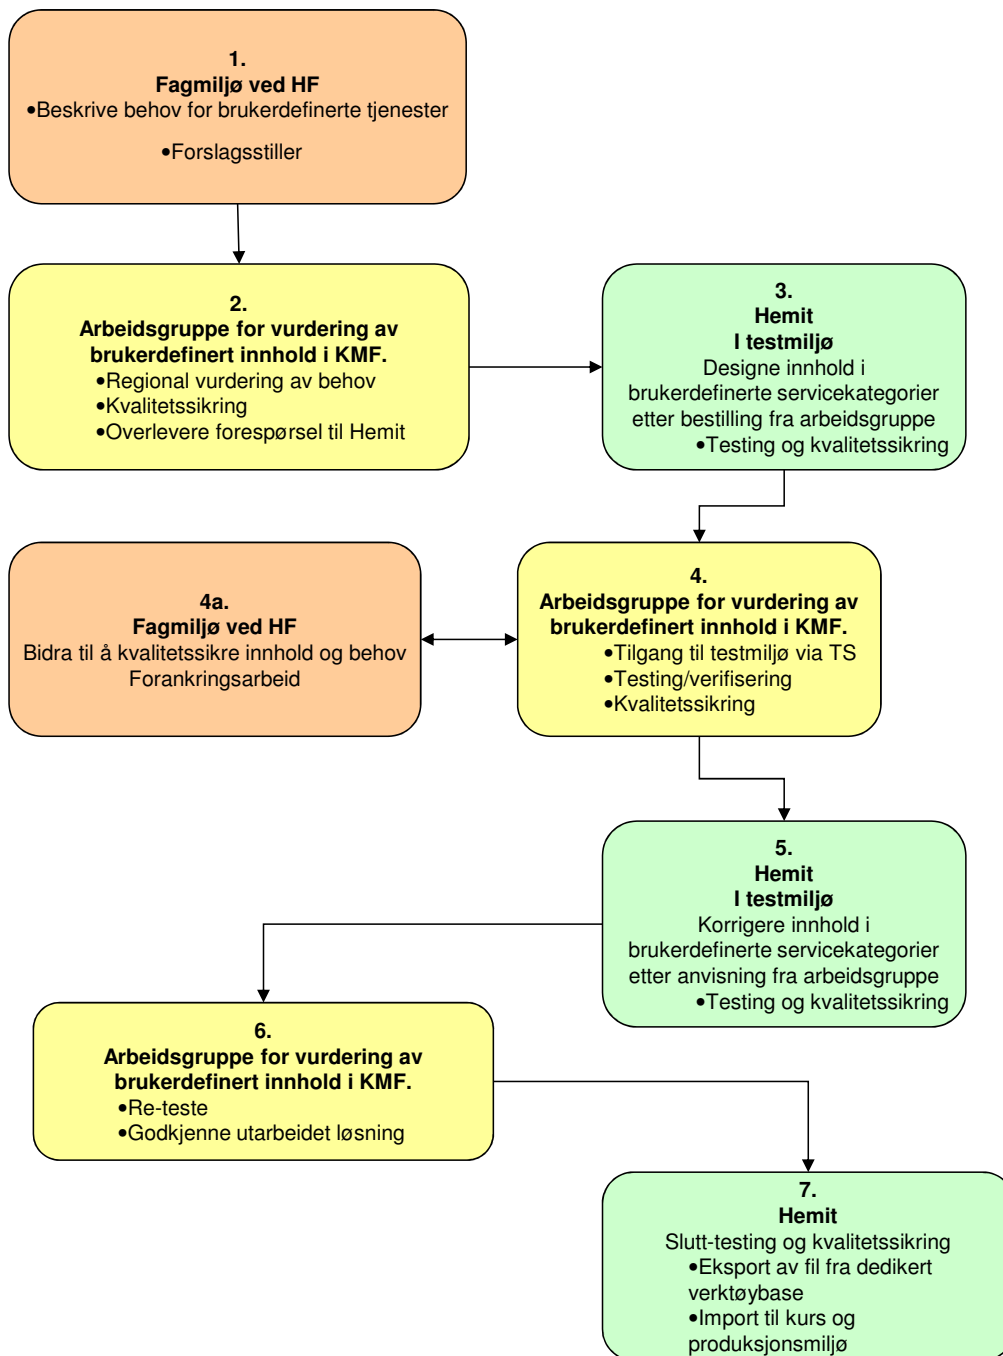 1.
Fagmiljø ved HF
•Beskrive behov for brukerdefinerte tjenester
•Forslagsstiller
2.
Arbeidsgruppe for vurdering av
brukerdefinert innhold i KMF.
•Regional vurdering av behov
•Kvalitetssikring
•Overlevere forespørsel til Hemit
3.
Hemit
I testmiljø
Designe innhold i
brukerdefinerte servicekategorier
etter bestilling fra arbeidsgruppe
•Testing og kvalitetssikring
4a.
Fagmiljø ved HF
Bidra til å kvalitetssikre innhold og behov
Forankringsarbeid
4.
Arbeidsgruppe for vurdering av
brukerdefinert innhold i KMF.
•Tilgang til testmiljø via TS
•Testing/verifisering
•Kvalitetssikring
5.
Hemit
I testmiljø
Korrigere innhold i
brukerdefinerte servicekategorier
etter anvisning fra arbeidsgruppe
•Testing og kvalitetssikring
6.
Arbeidsgruppe for vurdering av
brukerdefinert innhold i KMF.
•Re-teste
•Godkjenne utarbeidet løsning
7.
Hemit
Slutt-testing og kvalitetssikring
•Eksport av fil fra dedikert
verktøybase
•Import til kurs og
produksjonsmiljø